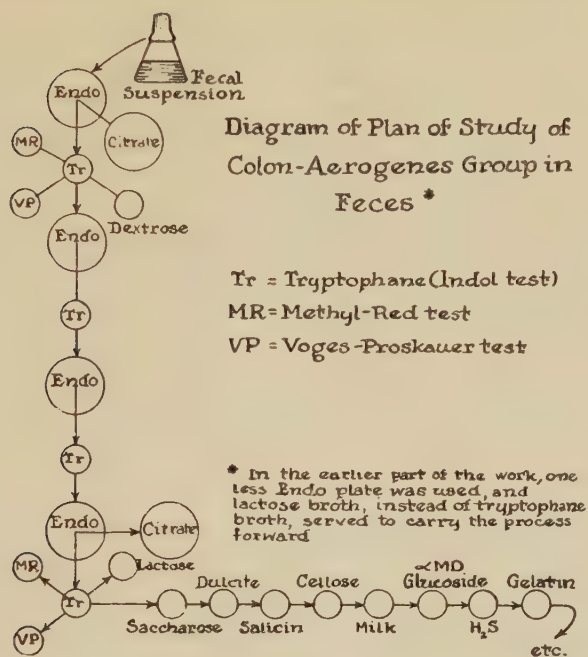 Fecal
Suspension
Endo
Citrate
MR
Tr
VP
Dextrose
Endo
Diagram of Plan of Study of
Colon-Aerogenes Group in
Feces *
Tr = Tryptophane (Indol test)
MR = Methyl-Red test
VP = Voges-Proskauer test
Tr
Endo
Tr
* In the earlier part of the work, one
less Endo plate was used, and
lactose broth, instead of tryptophane
broth, served to carry the process
forward
Endo
Citrate
MR
Lactose
Tr
VP
Saccharose
Dulcite
Salicin
Cellose
Milk
∝MD
Glucoside
H₂S
Gelatin
etc.